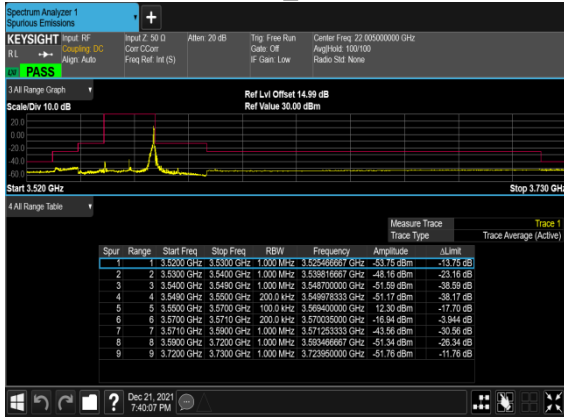 Spectrum Analyzer 1
Spurious Emissions
+
KEYSIGHT Input: RF Input Z: 50 Ω Atten: 20 dB Trig: Free Run Center Freq: 22.005000000 GHz
RL Coupling: DC Corr CCorr Gate: Off Avg|Hold: 100/100
Align: Auto Freq Ref: Int (S) IF Gain: Low Radio Std: None
PASS
3 All Range Graph
Ref Lvl Offset 14.99 dB
Scale/Div 10.0 dB Ref Value 30.00 dBm
20.0
0.00
-20.0
-40.0
-60.0
Start 3.520 GHz Stop 3.730 GHz
4 All Range Table
Measure Trace Trace 1
Trace Type Trace Average (Active)
Spur Range Start Freq Stop Freq RBW Frequency Amplitude ΔLimit
1 1 3.5200 GHz 3.5300 GHz 1.000 MHz 3.525466667 GHz -53.75 dBm -13.75 dB
2 2 3.5300 GHz 3.5400 GHz 1.000 MHz 3.539816667 GHz -48.16 dBm -23.16 dB
3 3 3.5400 GHz 3.5490 GHz 1.000 MHz 3.548700000 GHz -51.59 dBm -38.59 dB
4 4 3.5490 GHz 3.5500 GHz 200.0 kHz 3.549978333 GHz -51.17 dBm -38.17 dB
5 5 3.5500 GHz 3.5700 GHz 100.0 kHz 3.569400000 GHz 12.30 dBm -17.70 dB
6 6 3.5700 GHz 3.5710 GHz 200.0 kHz 3.570035000 GHz -16.94 dBm -3.944 dB
7 7 3.5710 GHz 3.5900 GHz 1.000 MHz 3.571253333 GHz -43.56 dBm -30.56 dB
8 8 3.5900 GHz 3.7200 GHz 1.000 MHz 3.593466667 GHz -51.34 dBm -26.34 dB
9 9 3.7200 GHz 3.7300 GHz 1.000 MHz 3.723950000 GHz -51.76 dBm -11.76 dB
? Dec 21, 2021
7:40:07 PM